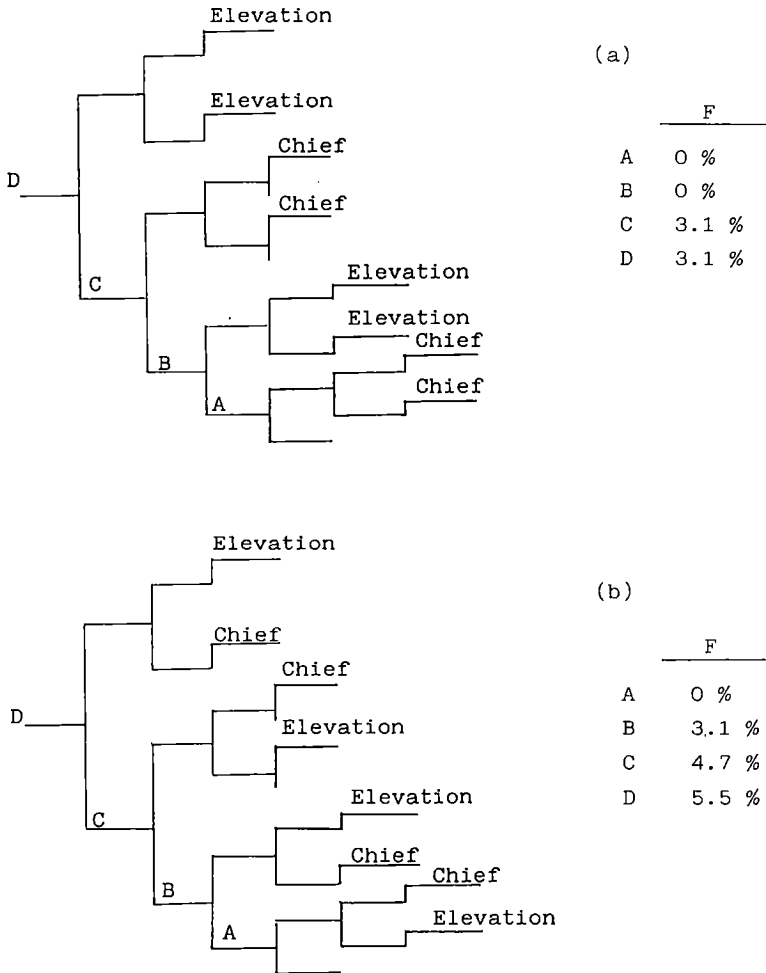 Elevation
(a)
Elevation
F
Chief
A 0 %
D
B 0 %
Chief
C 3.1 %
D 3.1 %
Elevation
C
Elevation
Chief
B
Chief
A
Elevation
(b)
Chief
F
Chief
A 0 %
D
Elevation
B 3.1 %
C 4.7 %
Elevation
D 5.5 %
C
Chief
Chief
B
Elevation
A